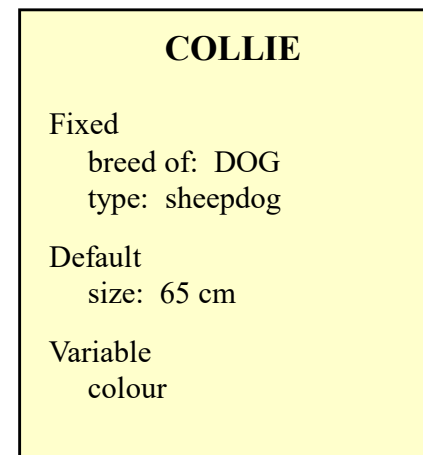 COLLIE
Fixed
breed of: DOG
type: sheepdog
Default
size: 65 cm
Variable
colour